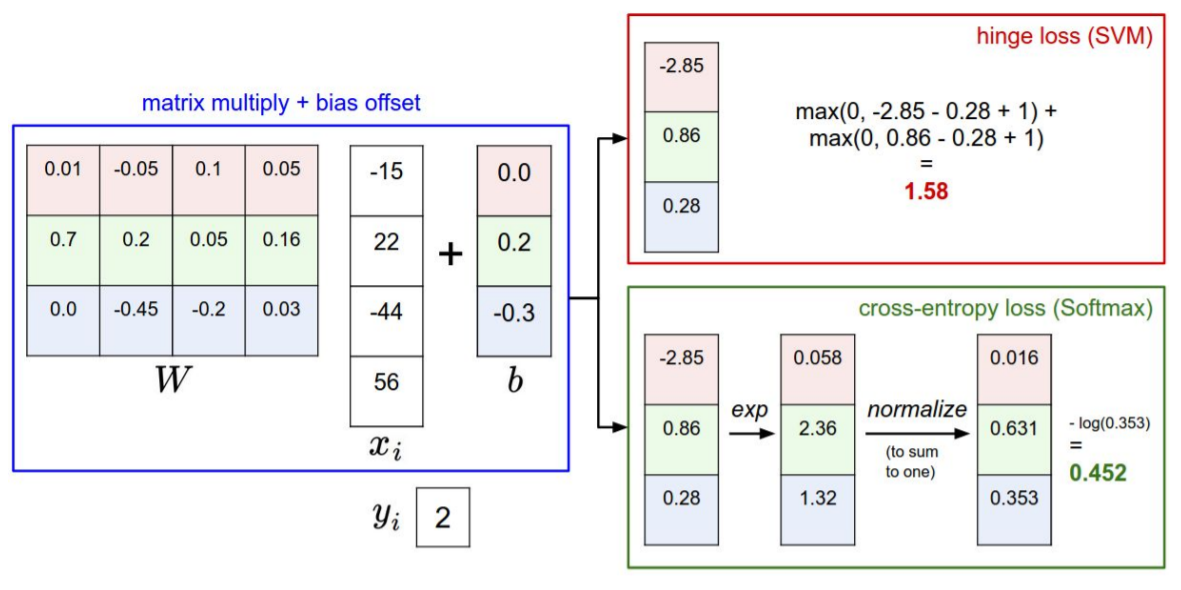 matrix multiply + bias offset
0.01 -0.05 0.1 0.05
0.7 0.2 0.05 0.16
0.0 -0.45 -0.2 0.03
W
-15
22
-44
56
x_i
+
0.0
0.2
-0.3
b
y_i 2
hinge loss (SVM)
-2.85
0.86
0.28
max(0, -2.85 - 0.28 + 1) +
max(0, 0.86 - 0.28 + 1)
=
1.58
cross-entropy loss (Softmax)
-2.85
0.86
0.28
exp
0.058
2.36
1.32
normalize
(to sum
to one)
0.016
0.631
0.353
- log(0.353)
=
0.452